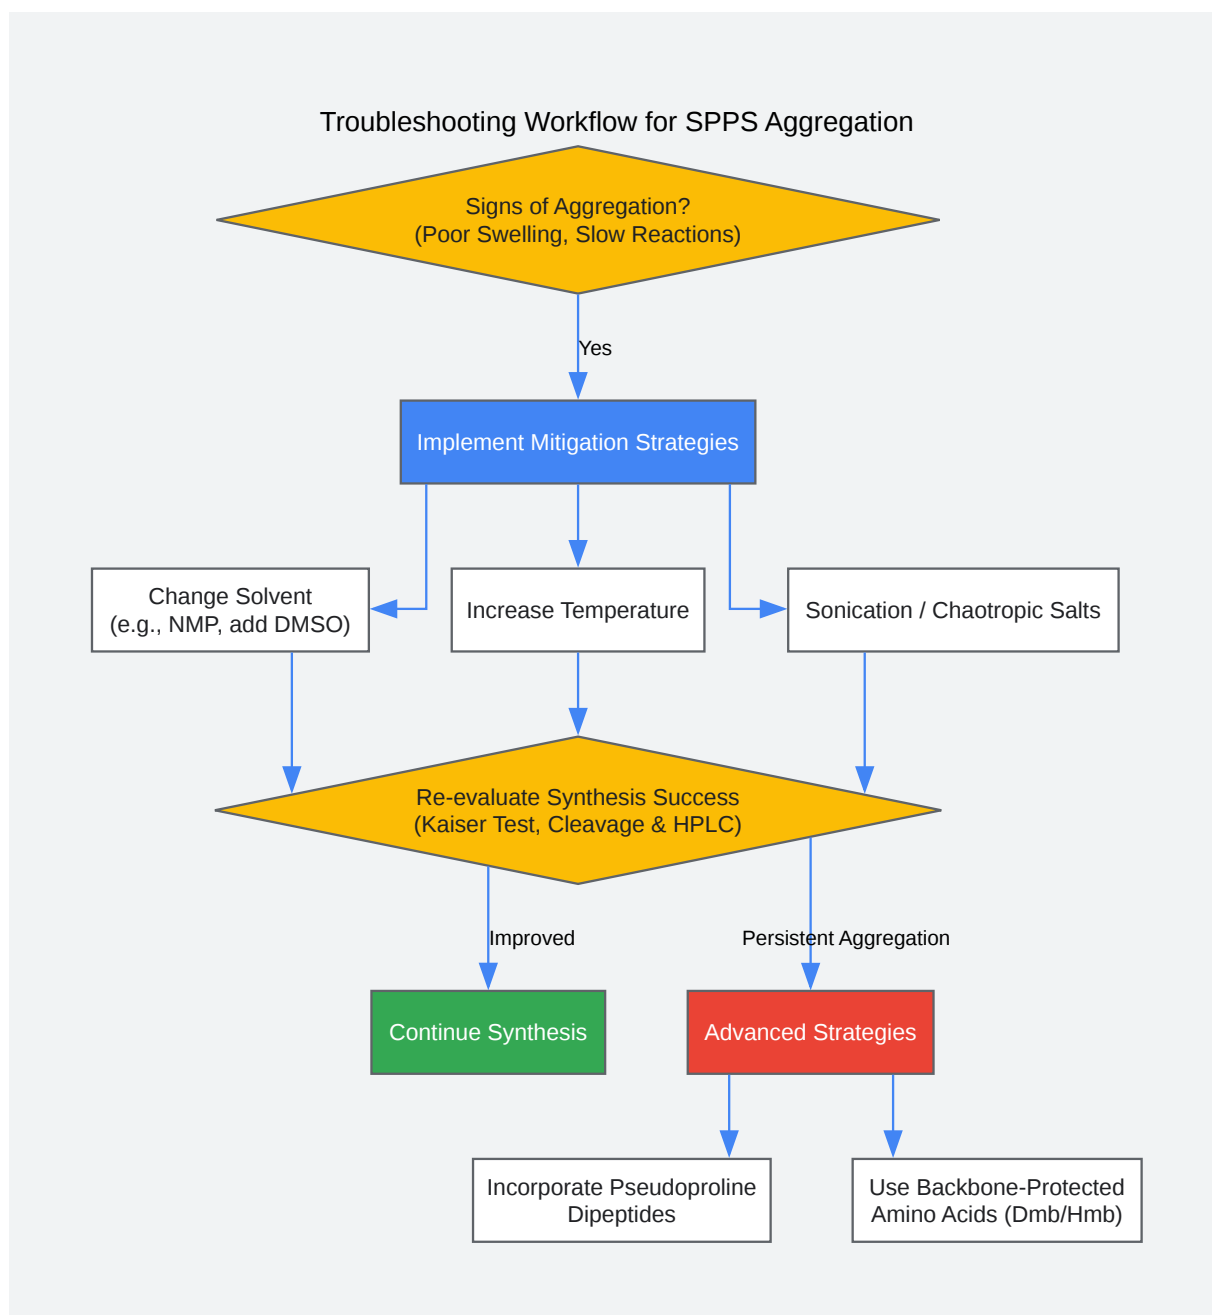 Troubleshooting Workflow for SPPS Aggregation
Signs of Aggregation?
(Poor Swelling, Slow Reactions)
Yes
Implement Mitigation Strategies
Change Solvent
(e.g., NMP, add DMSO)
Increase Temperature
Sonication / Chaotropic Salts
Re-evaluate Synthesis Success
(Kaiser Test, Cleavage & HPLC)
Improved
Persistent Aggregation
Continue Synthesis
Advanced Strategies
Incorporate Pseudoproline
Dipeptides
Use Backbone-Protected
Amino Acids (Dmb/Hmb)